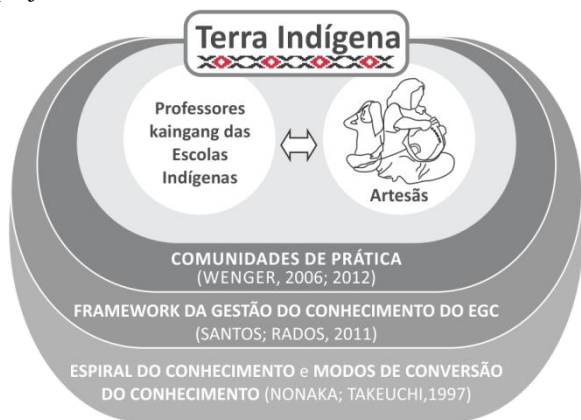 Terra Indígena
Professores
kaingang das
Escolas
Indígenas
Artesãs
COMUNIDADES DE PRÁTICA
(WENGER, 2006; 2012)
FRAMEWORK DA GESTÃO DO CONHECIMENTO DO EGC
(SANTOS; RADOS, 2011)
ESPIRAL DO CONHECIMENTO e MODOS DE CONVERSÃO
DO CONHECIMENTO (NONAKA; TAKEUCHI,1997)